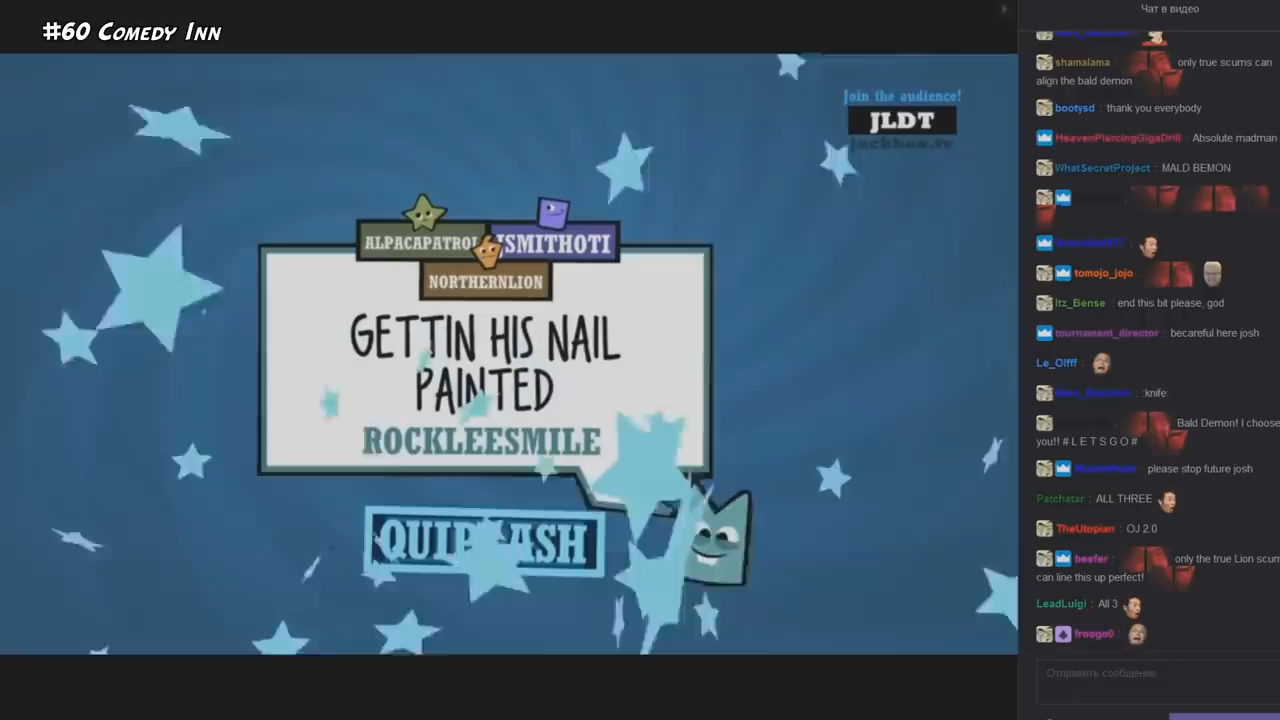 #60 COMEDY INN
Join the audience!
JLDT
jackbox.tv
ALPACAPATROL
ISMITHOTI
NORTHERNLION
GETTIN HIS NAIL
PAINTED
ROCKLEESMILE
QUIPLASH
Чат в видео
shamalama : only true scums can
align the bald demon
bootysd : thank you everybody
HeavenPiercingGigaDrill : Absolute madman
WhatSecretProject : MALD BEMON
tomojo_jojo :
Itz_Bense : end this bit please, god
tournament_director : becareful here josh
Le_Olfff :
: :knife:
Bald Demon! I choose
you!! # L E T S G O #
: please stop future josh
Patchatar : ALL THREE
TheUtopian : OJ 2.0
beefer : only the true Lion scum
can line this up perfect!
LeadLuigi : All 3
frooge0 :
Отправить сообщение